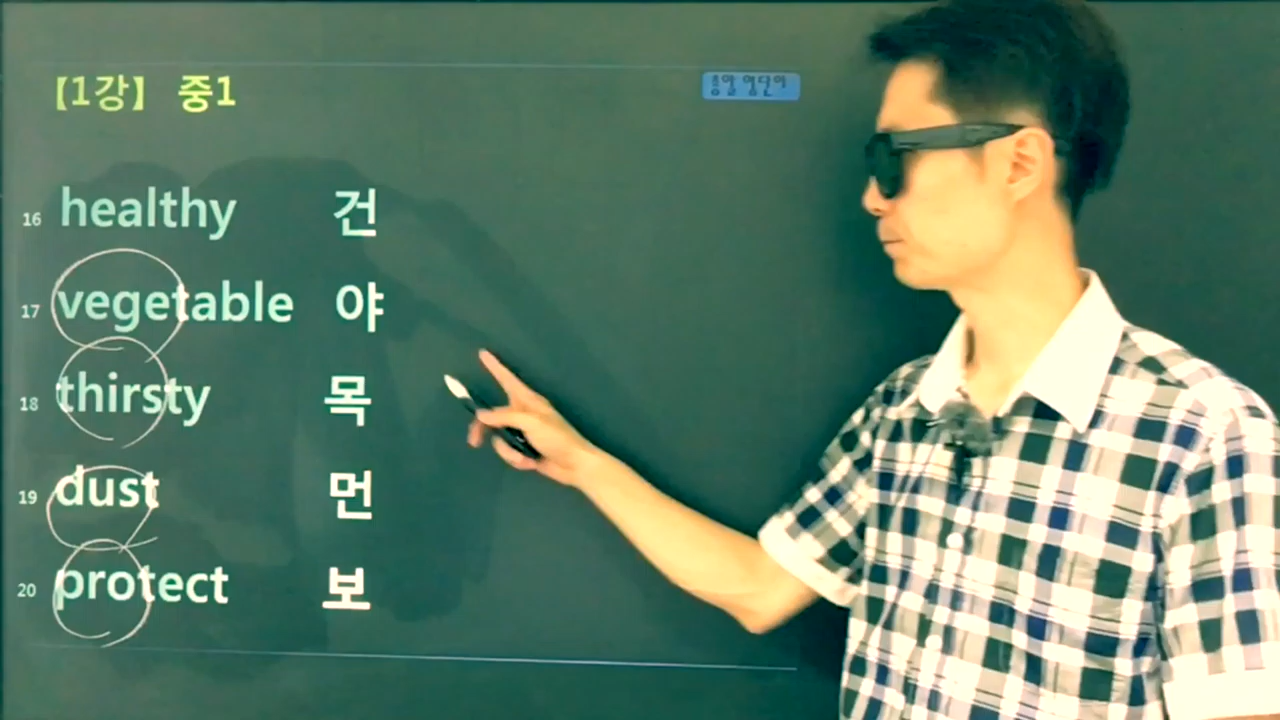 【1강】 중1
16 healthy 건
17 vegetable 야
18 thirsty 목
19 dust 먼
20 protect 보